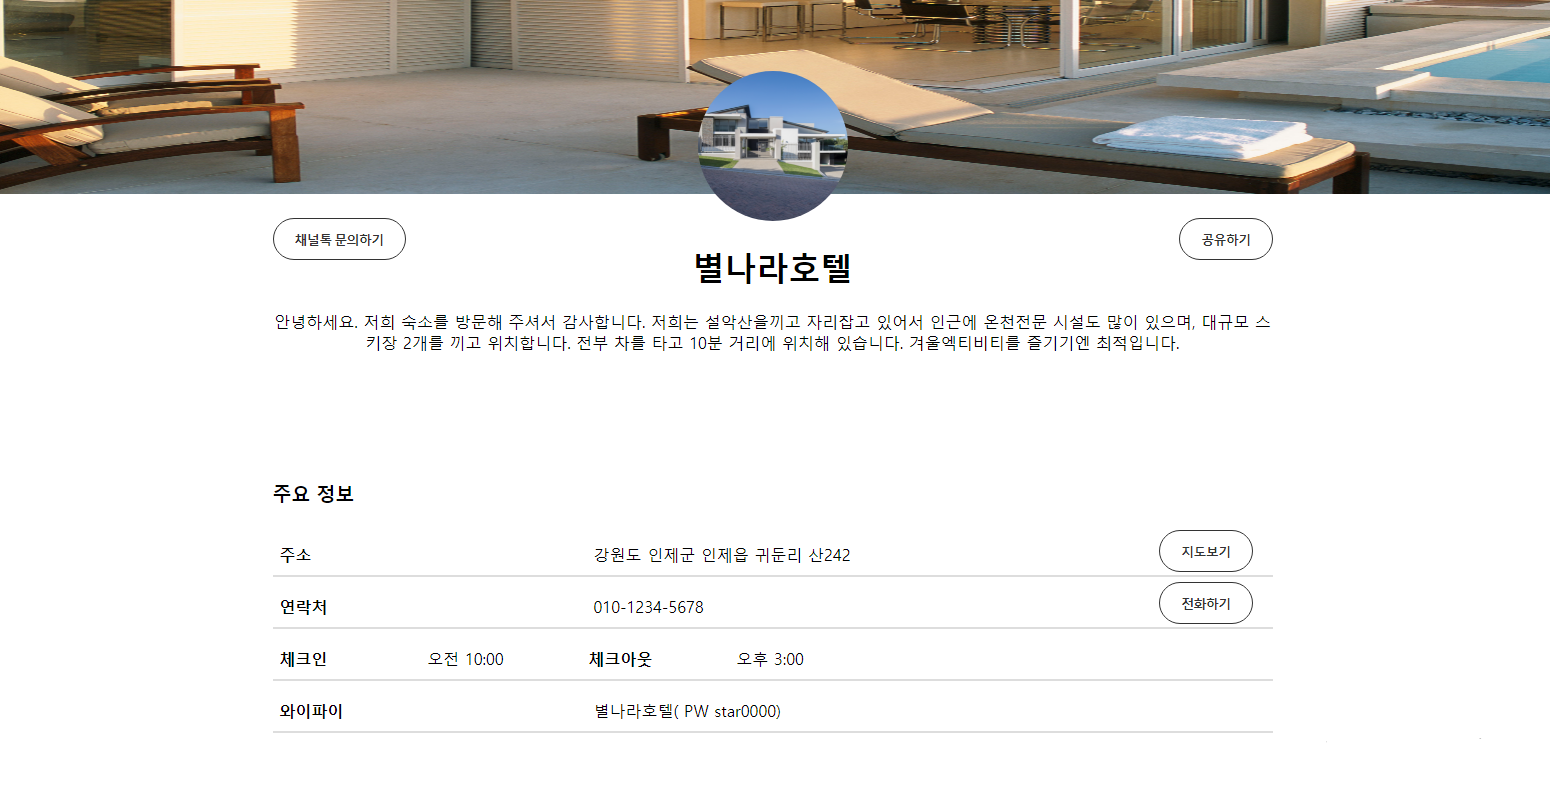 채널톡 문의하기
공유하기
별나라호텔
안녕하세요. 저희 숙소를 방문해 주셔서 감사합니다. 저희는 설악산을끼고 자리잡고 있어서 인근에 온천전문 시설도 많이 있으며, 대규모 스
키장 2개를 끼고 위치합니다. 전부 차를 타고 10분 거리에 위치해 있습니다. 겨울엑티비티를 즐기기엔 최적입니다.
주요 정보
주소 강원도 인제군 인제읍 귀둔리 산242 지도보기
연락처 010-1234-5678 전화하기
체크인 오전 10:00 체크아웃 오후 3:00
와이파이 별나라호텔( PW star0000)